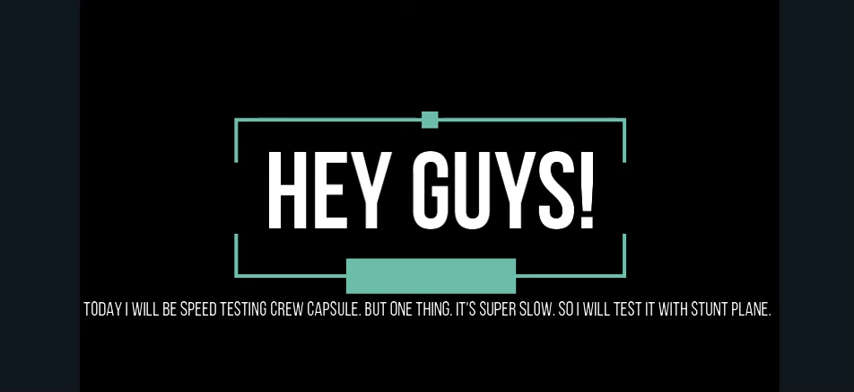 HEY GUYS!
TODAY I WILL BE SPEED TESTING CREW CAPSULE. BUT ONE THING. IT'S SUPER SLOW. SO I WILL TEST IT WITH STUNT PLANE.